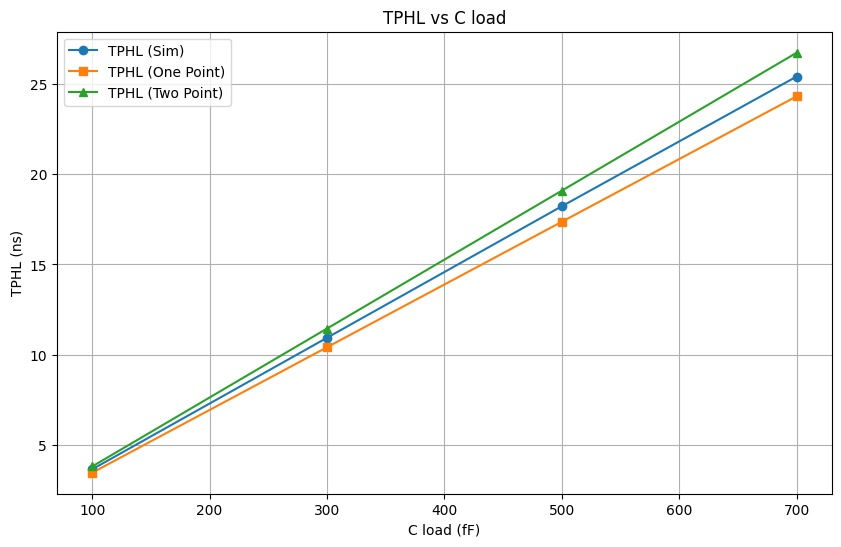 TPHL vs C load
TPHL (Sim)
TPHL (One Point)
TPHL (Two Point)
25
20
15
10
5
TPHL (ns)
100 200 300 400 500 600 700
C load (fF)